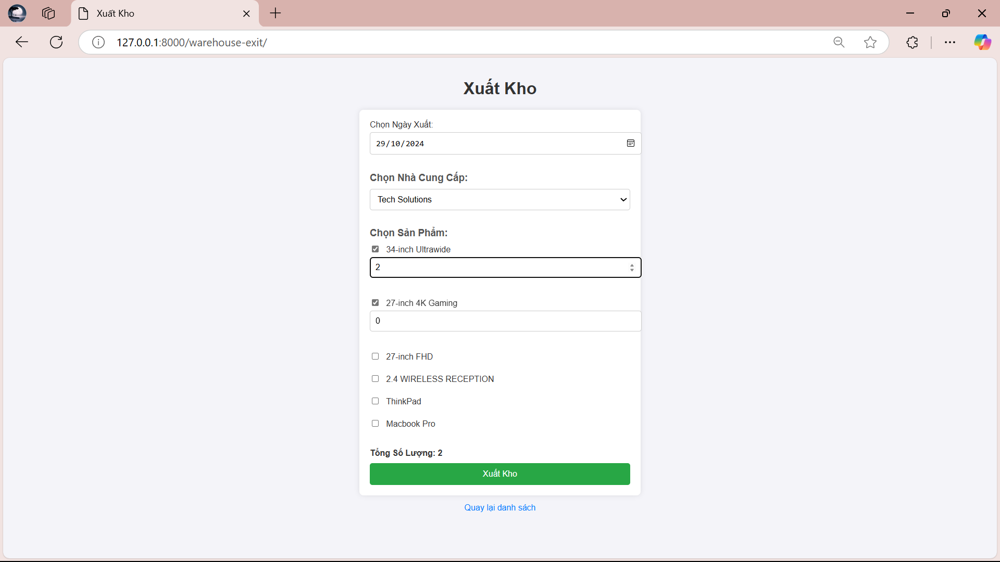 Xuất Kho
127.0.0.1:8000/warehouse-exit/
Xuất Kho
Chọn Ngày Xuất:
29/10/2024
Chọn Nhà Cung Cấp:
Tech Solutions
Chọn Sản Phẩm:
34-inch Ultrawide
2
27-inch 4K Gaming
0
27-inch FHD
2.4 WIRELESS RECEPTION
ThinkPad
Macbook Pro
Tổng Số Lượng: 2
Xuất Kho
Quay lại danh sách